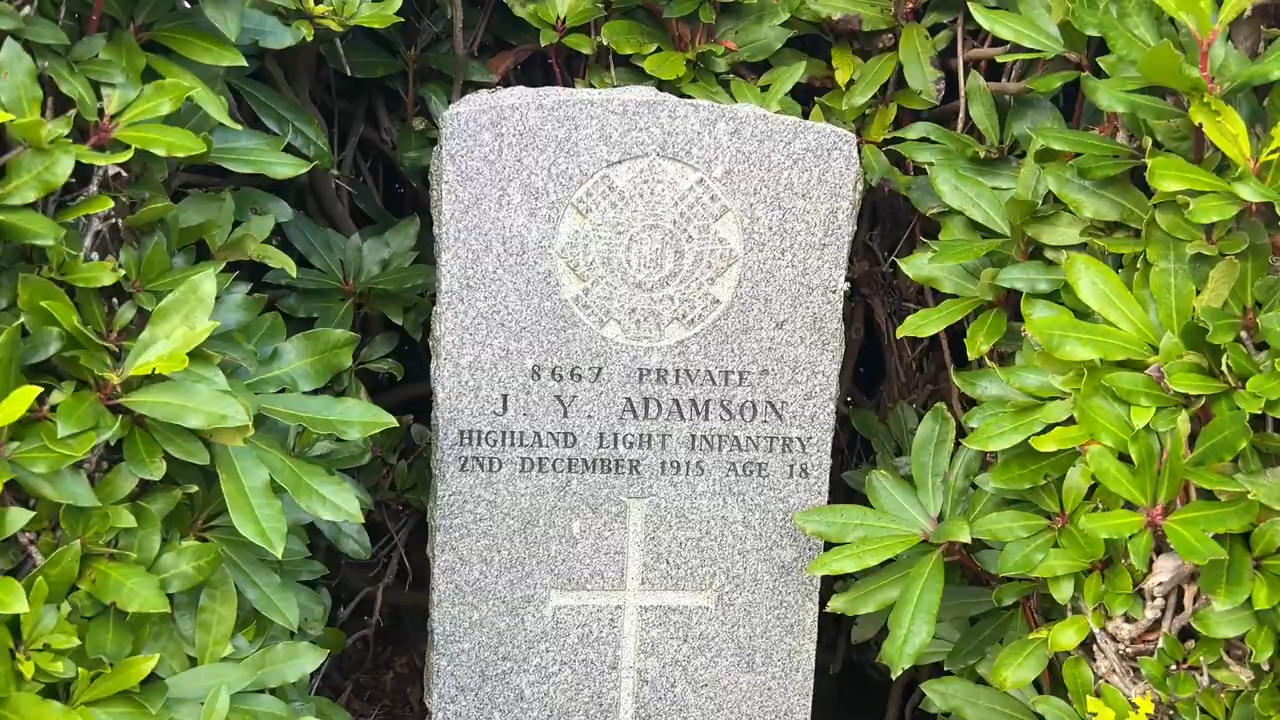 8667 PRIVATE
J. Y. ADAMSON
HIGHLAND LIGHT INFANTRY
2ND DECEMBER 1915 AGE 18